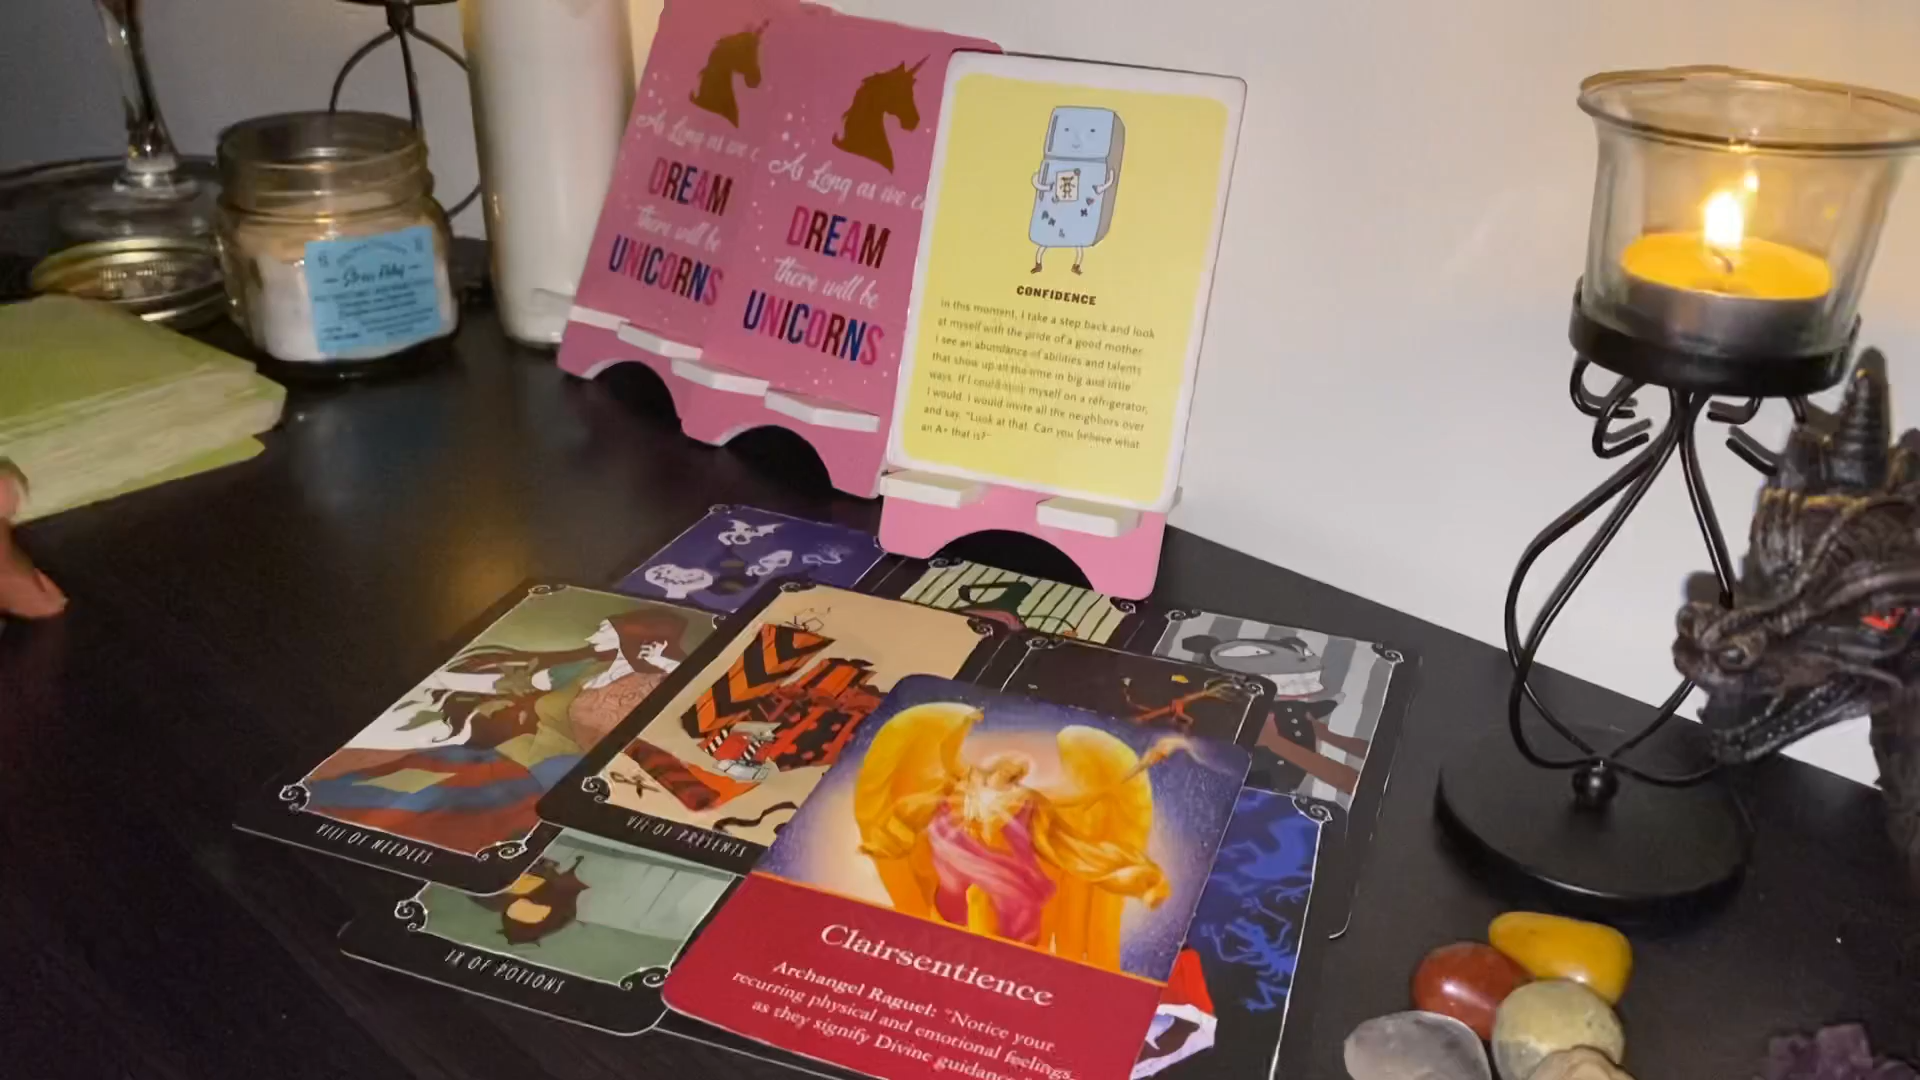 As long as we c
DREAM
there will be
UNICORNS
As long as we c
DREAM
there will be
UNICORNS
CONFIDENCE
In this moment, I take a step back and look
at myself with the pride of a good mother.
I see an abundance of abilities and talents
that show up all the time in big and little
ways. If I could stick myself on a refrigerator,
I would. I would invite all the neighbors over
and say, "Look at that. Can you believe what
an A+ that is?"
Stress Relief
VIII OF NEEDLES
VII OF PRESENTS
IX OF POTIONS
Clairsentience
Archangel Raguel: "Notice your
recurring physical and emotional feelings,
as they signify Divine guidance